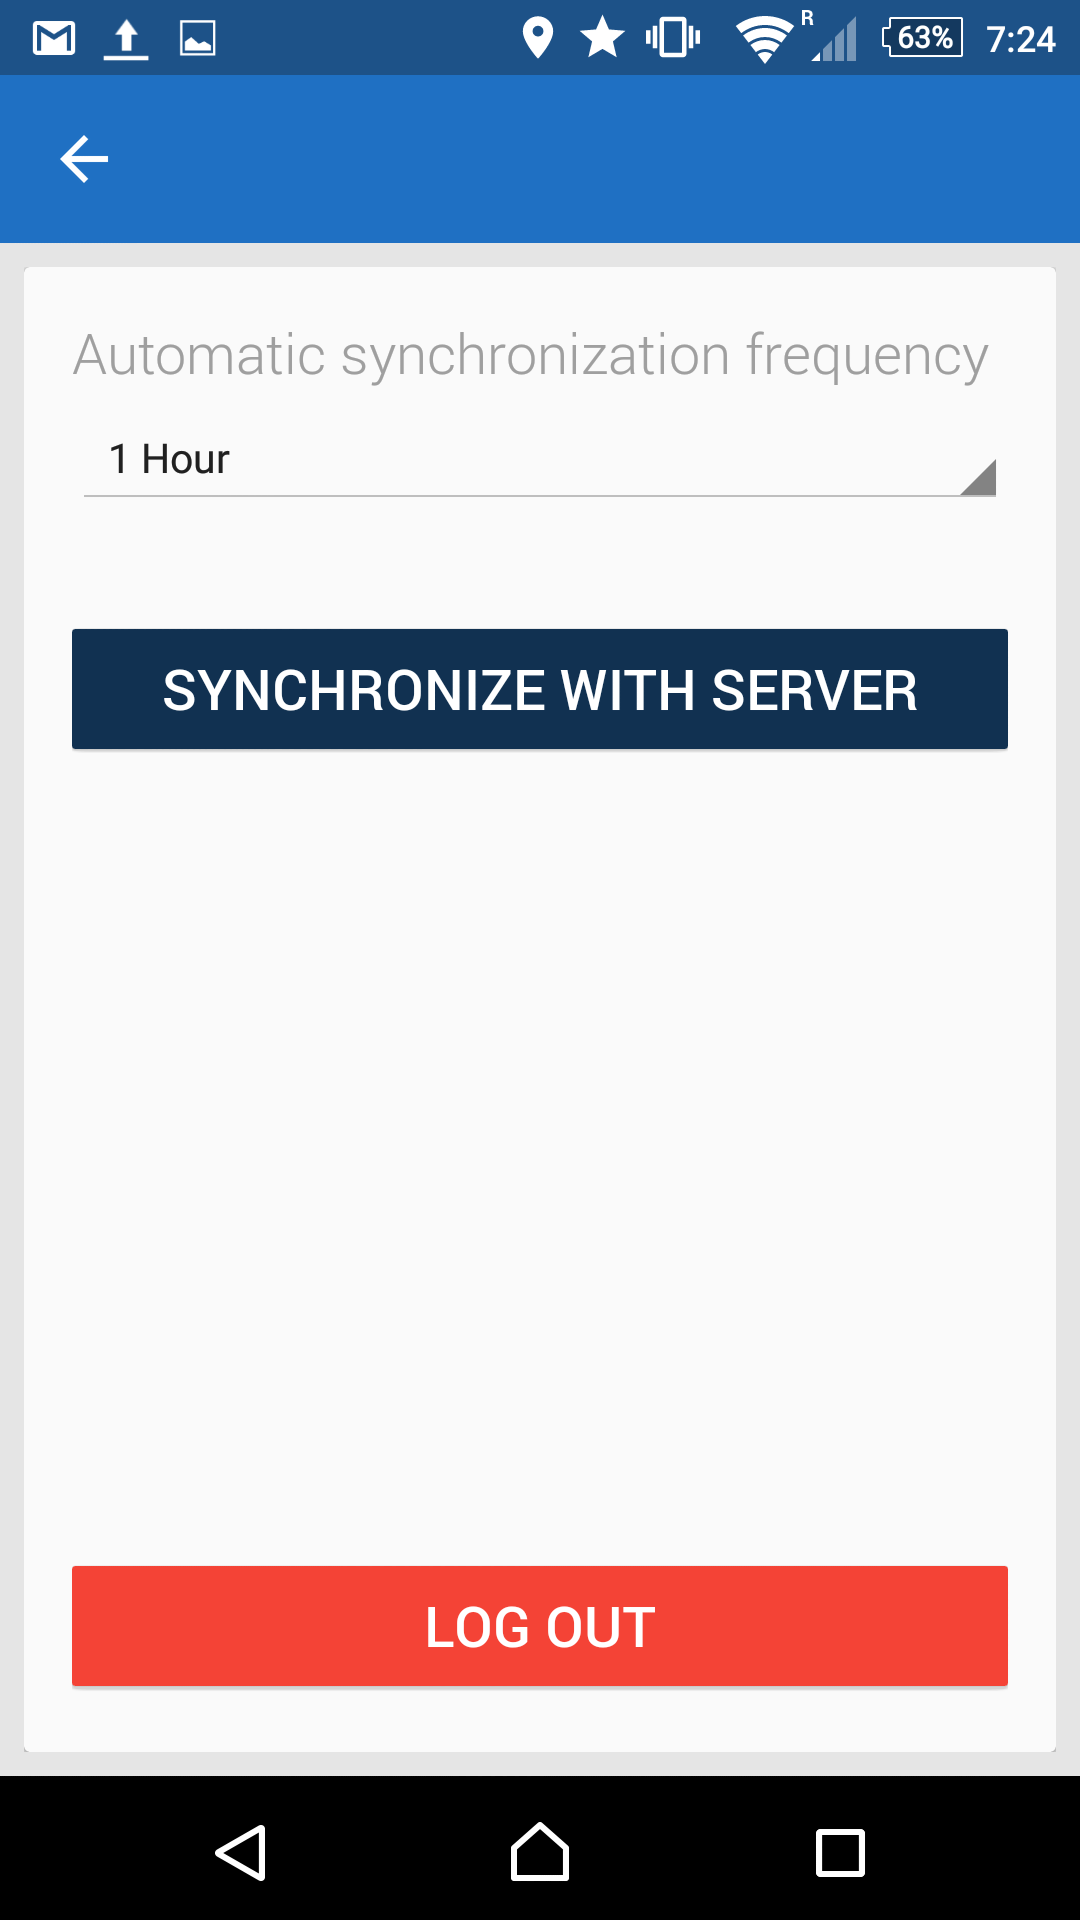 R
63% 7:24
Automatic synchronization frequency
1 Hour
SYNCHRONIZE WITH SERVER
LOG OUT